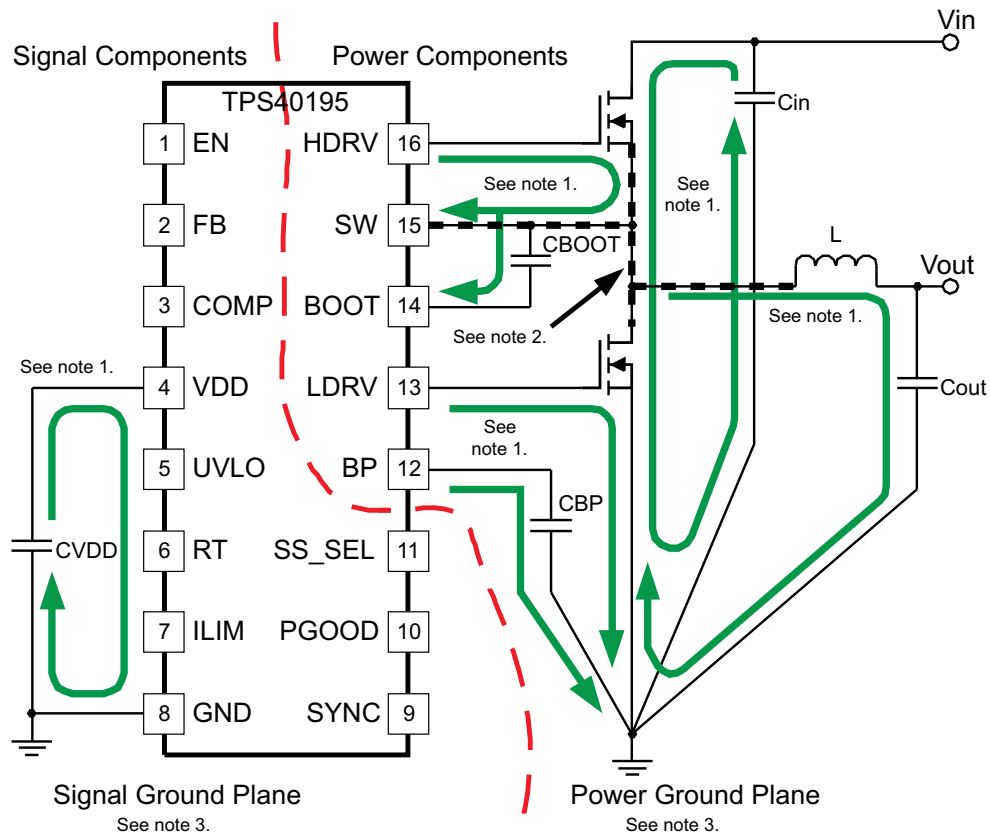 Vin
Signal Components
Power Components
TPS40195
Cin
1 EN
HDRV 16
See note 1.
See
note 1.
2 FB
SW 15
CBOOT
L
Vout
3 COMP
BOOT 14
See note 1.
See note 2.
See note 1.
4 VDD
LDRV 13
Cout
See
note 1.
5 UVLO
BP 12
CBP
CVDD
6 RT
SS_SEL 11
7 ILIM
PGOOD 10
8 GND
SYNC 9
Signal Ground Plane
See note 3.
Power Ground Plane
See note 3.